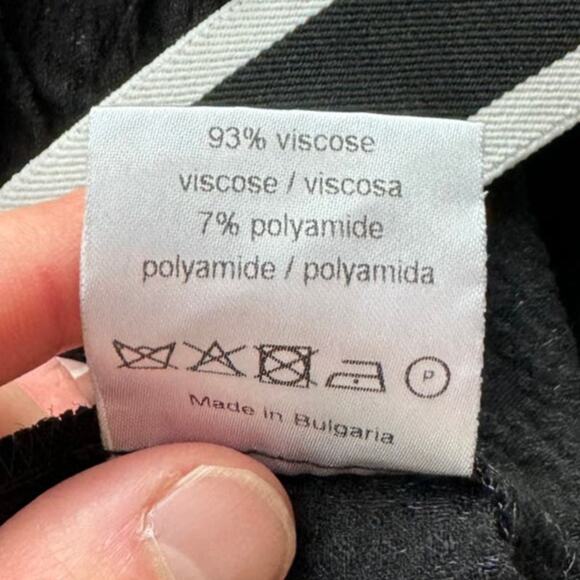 93% viscose
viscose / viscosa
7% polyamide
polyamide / polyamida
P
Made in Bulgaria